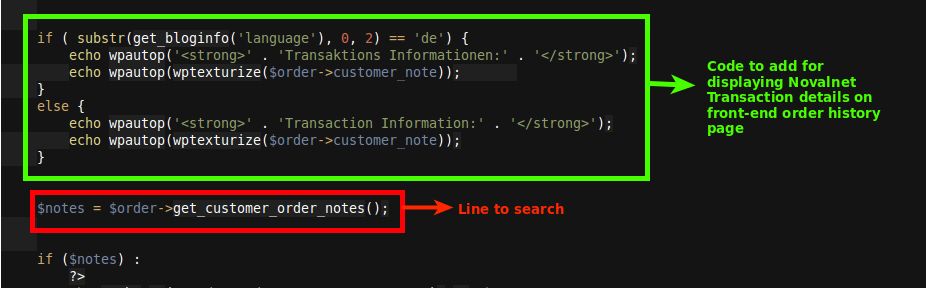 if ( substr(get_bloginfo('language'), 0, 2) == 'de') {
echo wpautop('<strong>' . 'Transaktions Informationen:' . '</strong>');
echo wpautop(wptexturize($order->customer_note));
}
else {
echo wpautop('<strong>' . 'Transaction Information:' . '</strong>');
echo wpautop(wptexturize($order->customer_note));
}
Code to add for
displaying Novalnet
Transaction details on
front-end order history
page
$notes = $order->get_customer_order_notes();
Line to search
if ($notes) :
?>